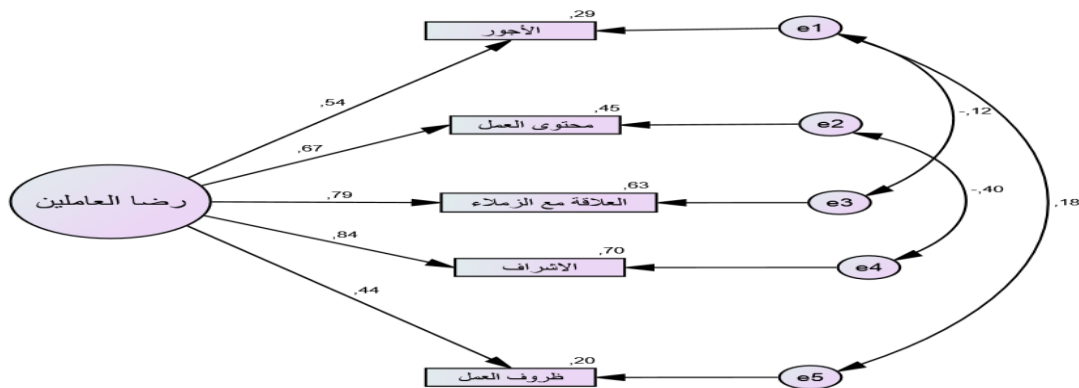 ,29
الأجور
e1
,54
,45
محتوى العمل
e2
-,12
,67
رضا العاملين
,79
,63
العلاقة مع الزملاء
e3
-,40
,18
,84
,70
الاشراف
e4
,44
,20
ظروف العمل
e5